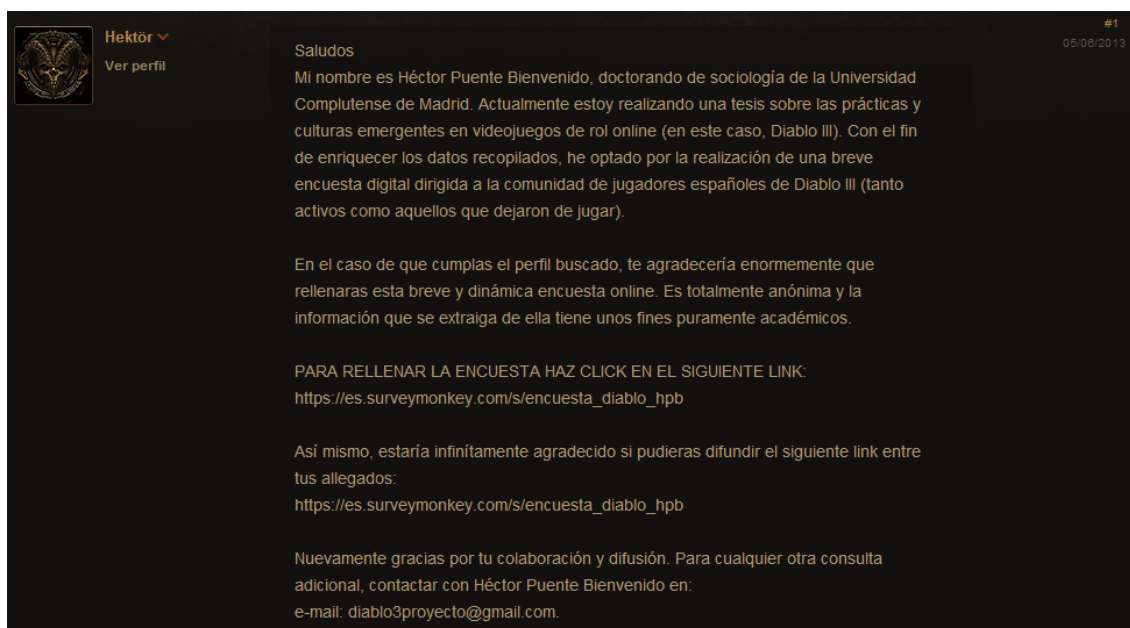 Hektör
Ver perfil
#1
05/06/2013
Saludos
Mi nombre es Héctor Puente Bienvenido, doctorando de sociología de la Universidad
Complutense de Madrid. Actualmente estoy realizando una tesis sobre las prácticas y
culturas emergentes en videojuegos de rol online (en este caso, Diablo III). Con el fin
de enriquecer los datos recopilados, he optado por la realización de una breve
encuesta digital dirigida a la comunidad de jugadores españoles de Diablo III (tanto
activos como aquellos que dejaron de jugar).
En el caso de que cumplas el perfil buscado, te agradecería enormemente que
rellenaras esta breve y dinámica encuesta online. Es totalmente anónima y la
información que se extraiga de ella tiene unos fines puramente académicos.
PARA RELLENAR LA ENCUESTA HAZ CLICK EN EL SIGUIENTE LINK:
https://es.surveymonkey.com/s/encuesta_diablo_hpb
Así mismo, estaría infinítamente agradecido si pudieras difundir el siguiente link entre
tus allegados:
https://es.surveymonkey.com/s/encuesta_diablo_hpb
Nuevamente gracias por tu colaboración y difusión. Para cualquier otra consulta
adicional, contactar con Héctor Puente Bienvenido en:
e-mail: diablo3proyecto@gmail.com.